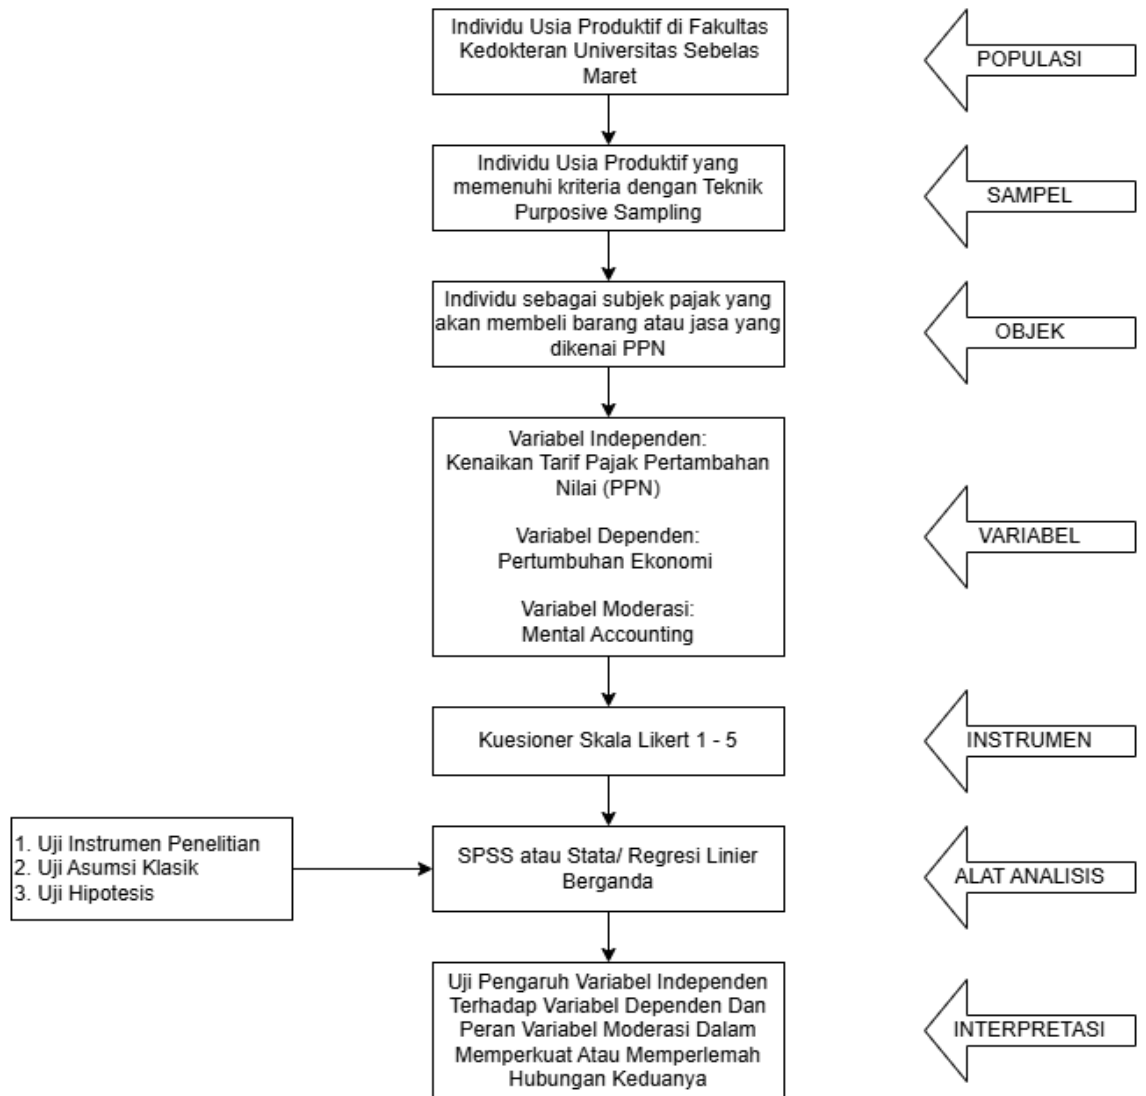 Individu Usia Produktif di Fakultas
Kedokteran Universitas Sebelas
Maret
POPULASI
Individu Usia Produktif yang
memenuhi kriteria dengan Teknik
Purposive Sampling
SAMPEL
Individu sebagai subjek pajak yang
akan membeli barang atau jasa yang
dikenai PPN
OBJEK
Variabel Independen:
Kenaikan Tarif Pajak Pertambahan
Nilai (PPN)
Variabel Dependen:
Pertumbuhan Ekonomi
Variabel Moderasi:
Mental Accounting
VARIABEL
Kuesioner Skala Likert 1 - 5
INSTRUMEN
1. Uji Instrumen Penelitian
2. Uji Asumsi Klasik
3. Uji Hipotesis
SPSS atau Stata/ Regresi Linier
Berganda
ALAT ANALISIS
Uji Pengaruh Variabel Independen
Terhadap Variabel Dependen Dan
Peran Variabel Moderasi Dalam
Memperkuat Atau Memperlemah
Hubungan Keduanya
INTERPRETASI